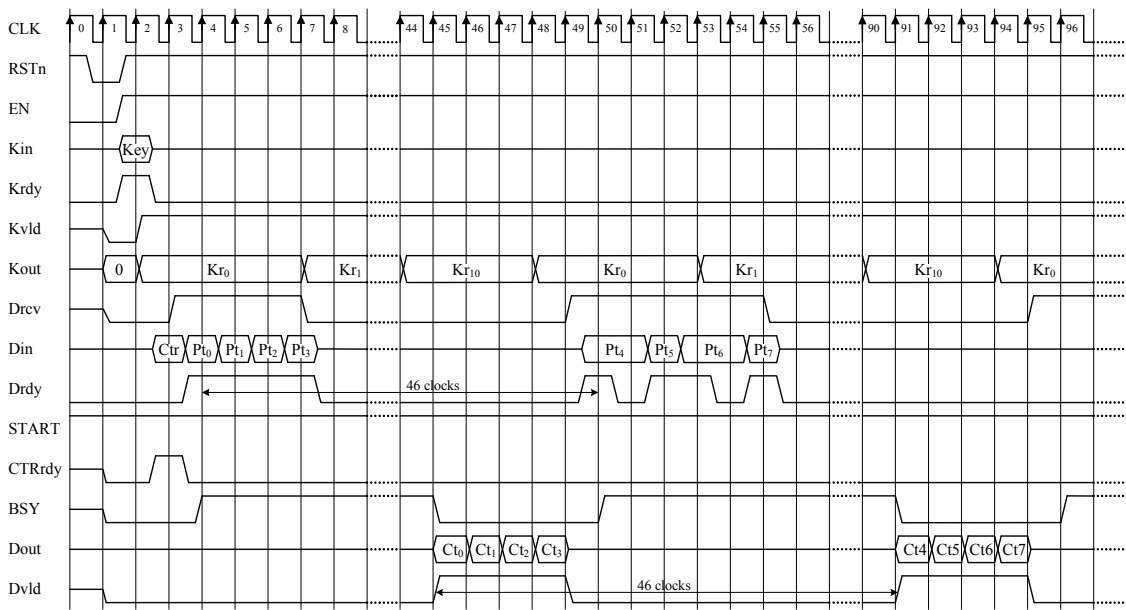 CLK 0 1 2 3 4 5 6 7 8 44 45 46 47 48 49 50 51 52 53 54 55 56 90 91 92 93 94 95 96
RSTn
EN
Kin Key
Krdy
Kvld
Kout 0 Kr₀ Kr₁ Kr₁₀ Kr₀ Kr₁ Kr₁₀ Kr₀
Drcv
Din Ctr Pt₀ Pt₁ Pt₂ Pt₃ Pt₄ Pt₅ Pt₆ Pt₇
Drdy 46 clocks
START
CTRrdy
BSY
Dout Ct₀ Ct₁ Ct₂ Ct₃ Ct4 Ct5 Ct6 Ct7
Dvld 46 clocks